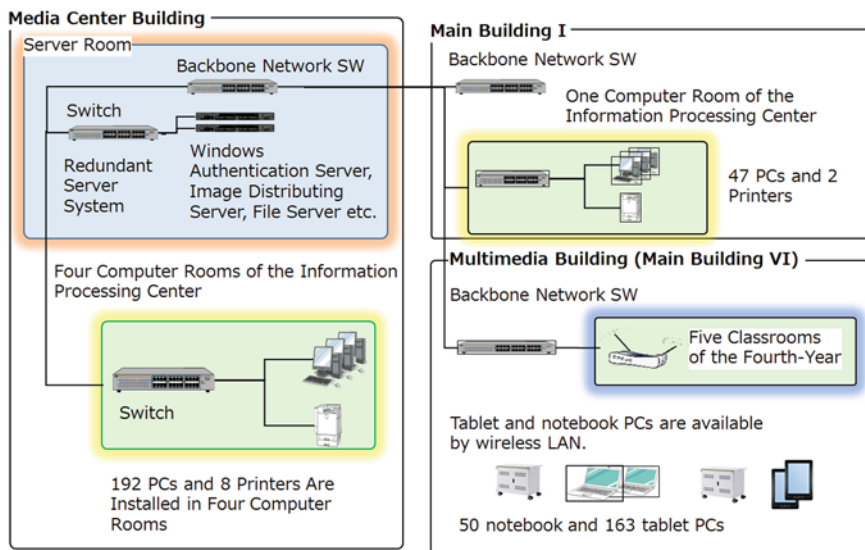 Media Center Building
Server Room
Backbone Network SW
Switch
Redundant
Server
System
Windows
Authentication Server,
Image Distributing
Server, File Server etc.
Four Computer Rooms of the Information
Processing Center
Switch
192 PCs and 8 Printers Are
Installed in Four Computer
Rooms
Main Building I
Backbone Network SW
One Computer Room of the
Information Processing Center
47 PCs and 2
Printers
Multimedia Building (Main Building VI)
Backbone Network SW
Five Classrooms
of the Fourth-Year
Tablet and notebook PCs are available
by wireless LAN.
50 notebook and 163 tablet PCs